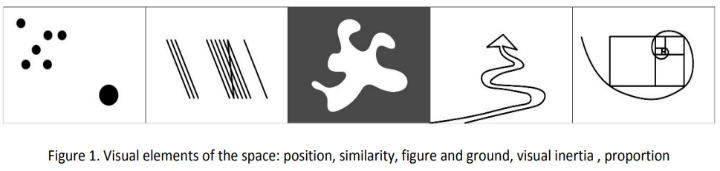 Figure 1. Visual elements of the space: position, similarity, figure and ground, visual inertia , proportion